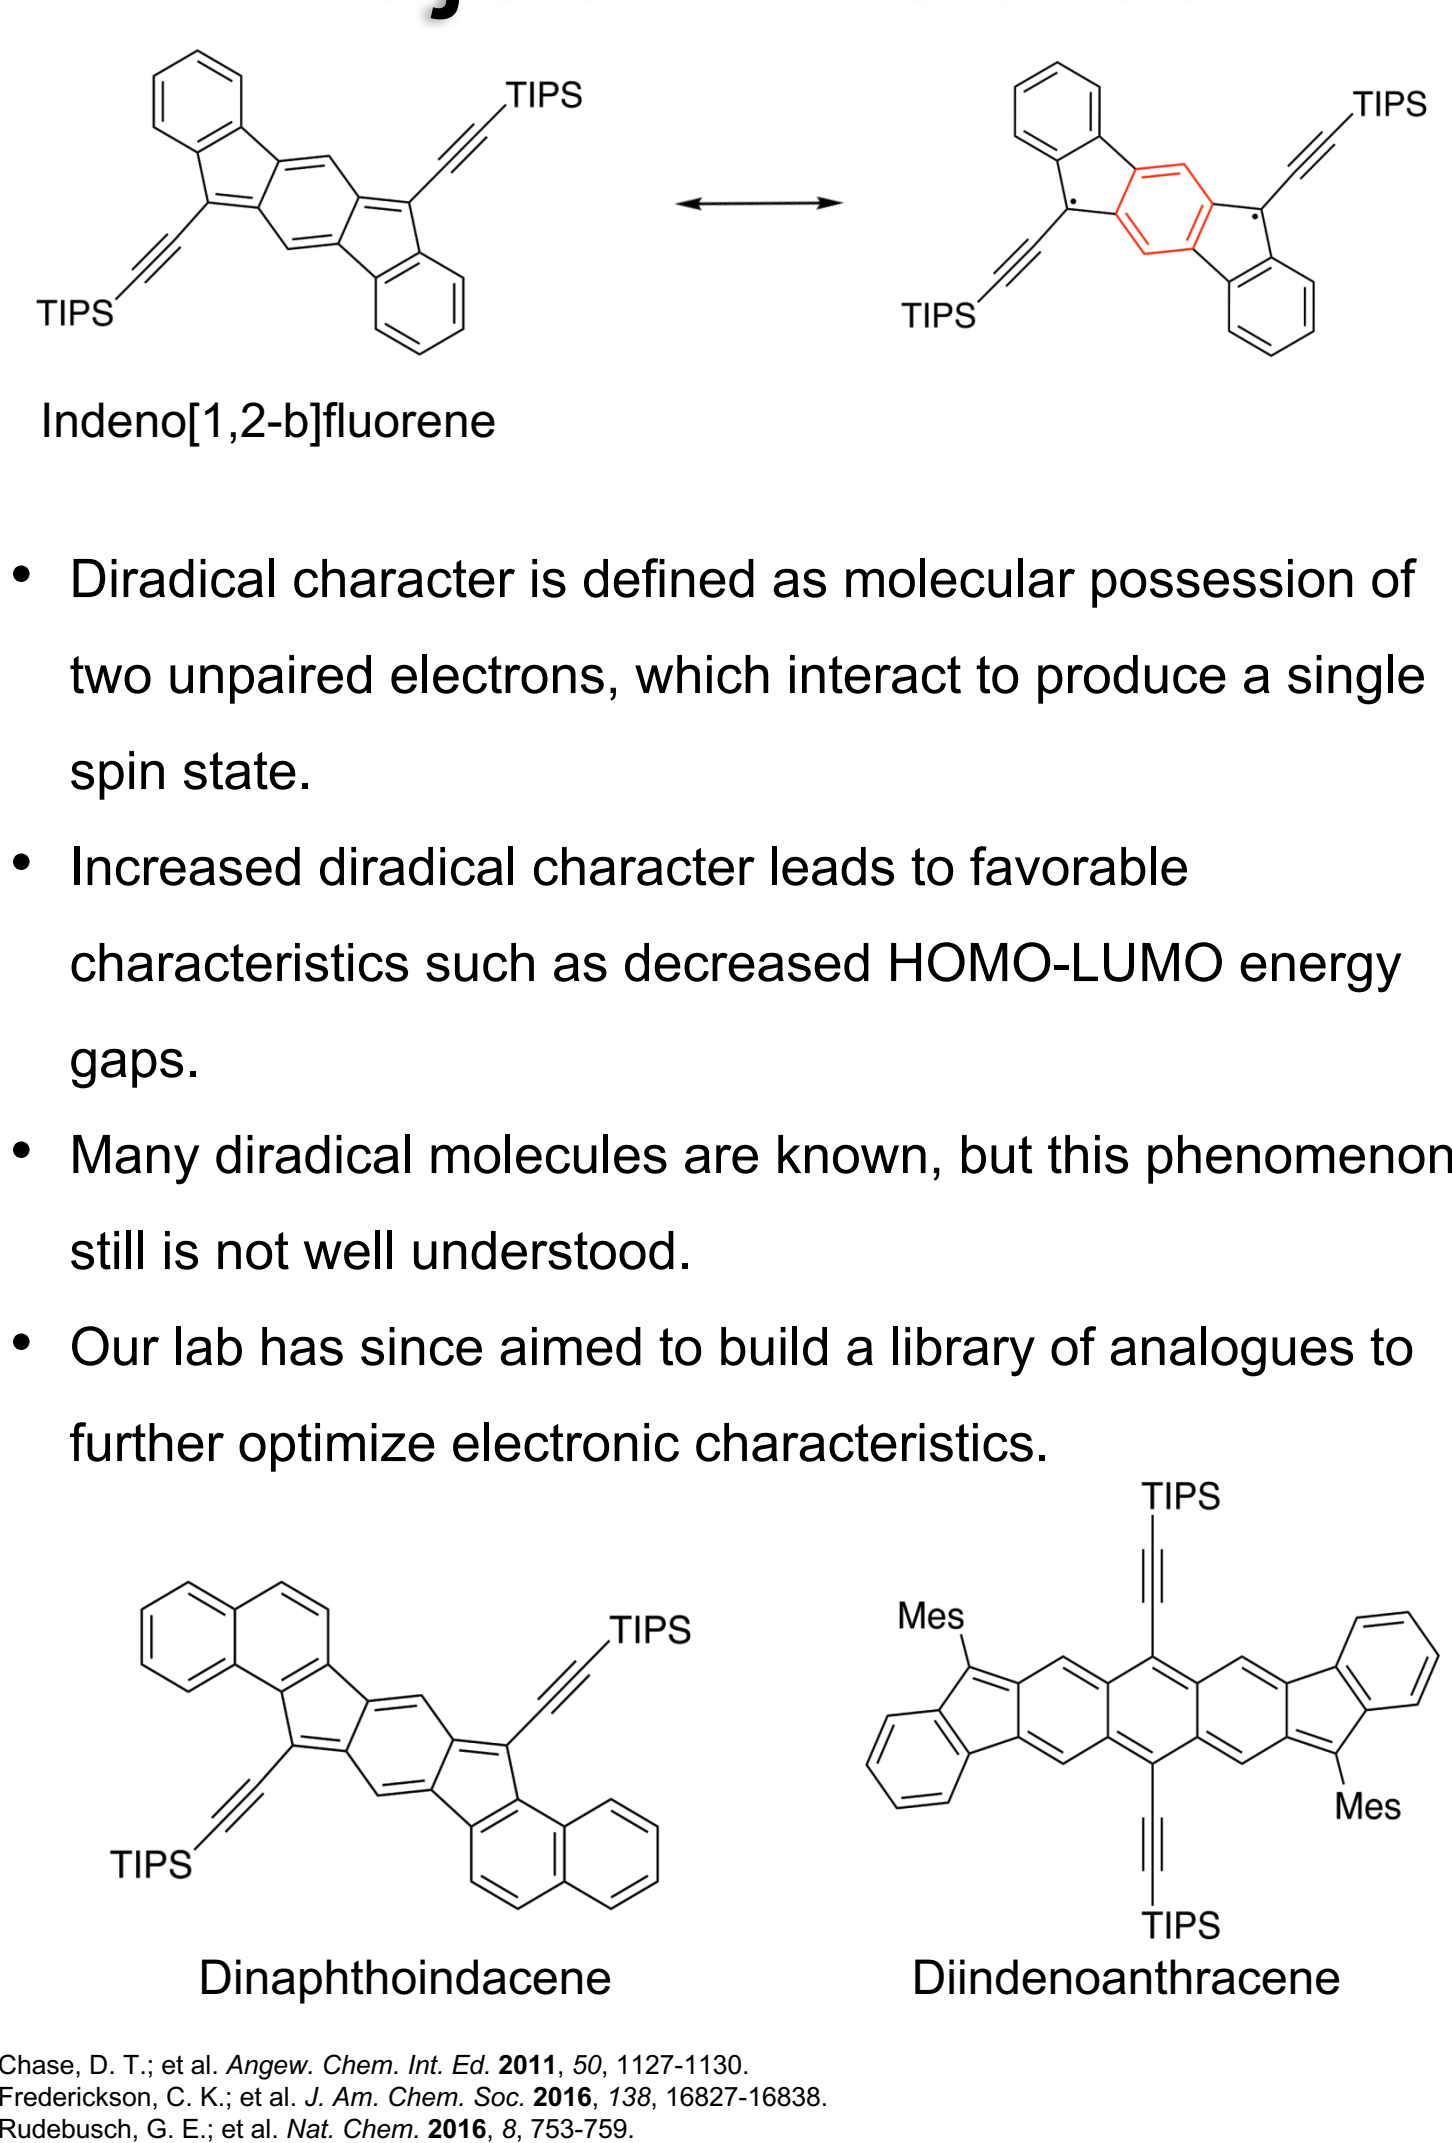 TIPS
TIPS
TIPS
TIPS
Indeno[1,2-b]fluorene
• Diradical character is defined as molecular possession of
two unpaired electrons, which interact to produce a single
spin state.
• Increased diradical character leads to favorable
characteristics such as decreased HOMO-LUMO energy
gaps.
• Many diradical molecules are known, but this phenomenon
still is not well understood.
• Our lab has since aimed to build a library of analogues to
further optimize electronic characteristics.
TIPS
Mes
TIPS
Mes
TIPS
TIPS
Dinaphthoindacene
Diindenoanthracene
Chase, D. T.; et al. Angew. Chem. Int. Ed. 2011, 50, 1127-1130.
Frederickson, C. K.; et al. J. Am. Chem. Soc. 2016, 138, 16827-16838.
Rudebusch, G. E.; et al. Nat. Chem. 2016, 8, 753-759.